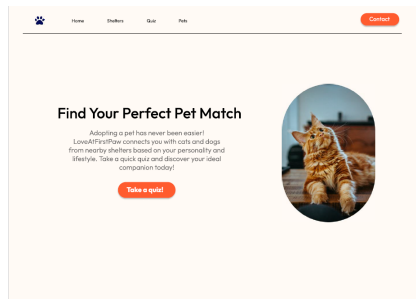 Home Shelters Quiz Pets Contact
Find Your Perfect Pet Match
Adopting a pet has never been easier!
LoveAtFirstPaw connects you with cats and dogs
from nearby shelters based on your personality and
lifestyle. Take a quick quiz and discover your ideal
companion today!
Take a quiz!